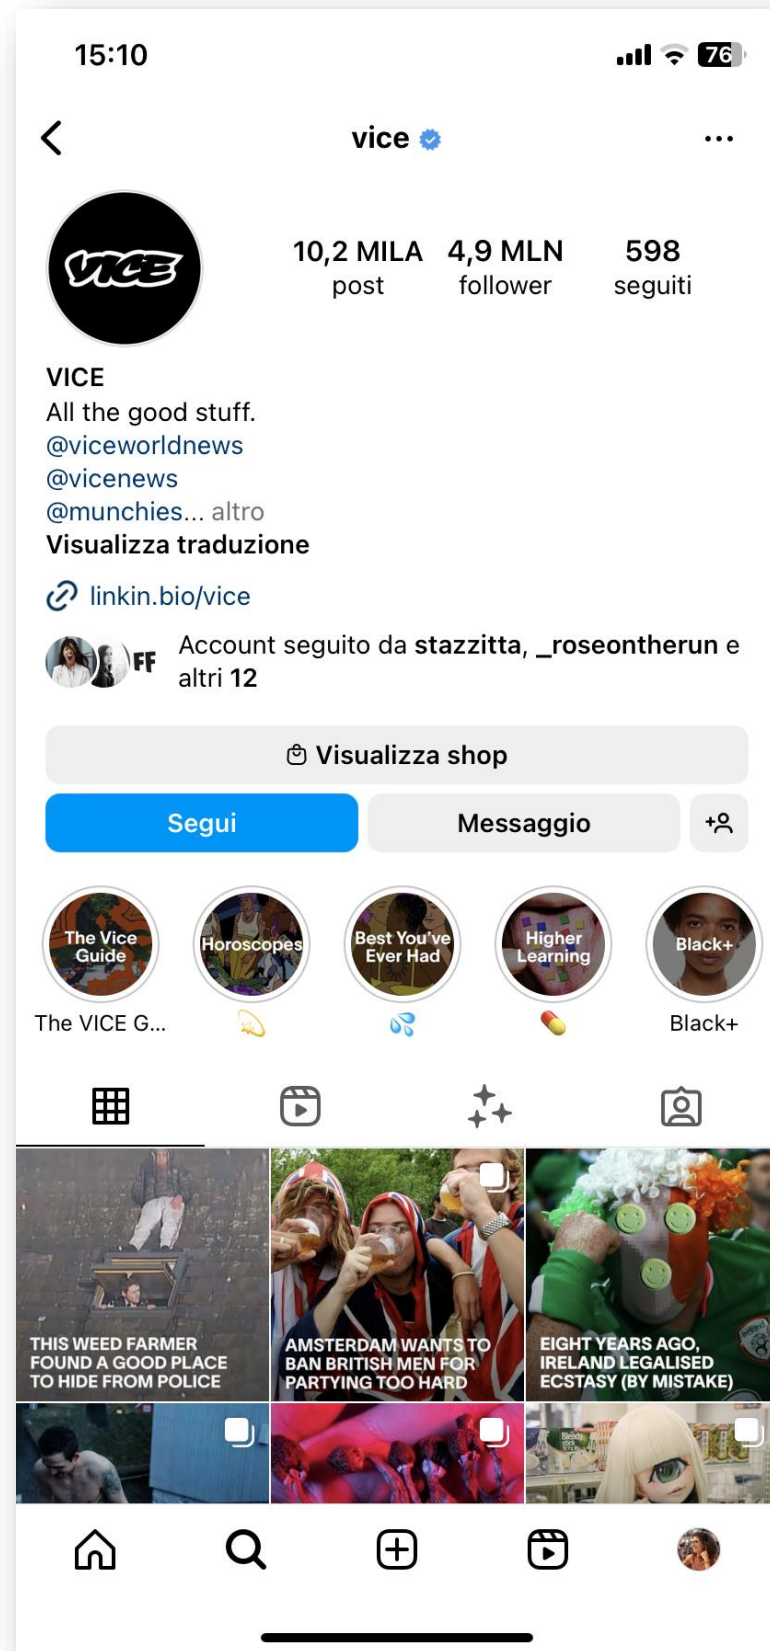 15:10
76
vice
VICE
10,2 MILA
post
4,9 MLN
follower
598
seguiti
VICE
All the good stuff.
@viceworldnews
@vicenews
@munchies... altro
Visualizza traduzione
linkin.bio/vice
FF
Account seguito da stazzitta, _roseontherun e
altri 12
Visualizza shop
Segui
Messaggio
The Vice
Guide
Horoscopes
Best You've
Ever Had
Higher
Learning
Black+
The VICE G...
Black+
THIS WEED FARMER
FOUND A GOOD PLACE
TO HIDE FROM POLICE
AMSTERDAM WANTS TO
BAN BRITISH MEN FOR
PARTYING TOO HARD
EIGHT YEARS AGO,
IRELAND LEGALISED
ECSTASY (BY MISTAKE)
Blendy
stick